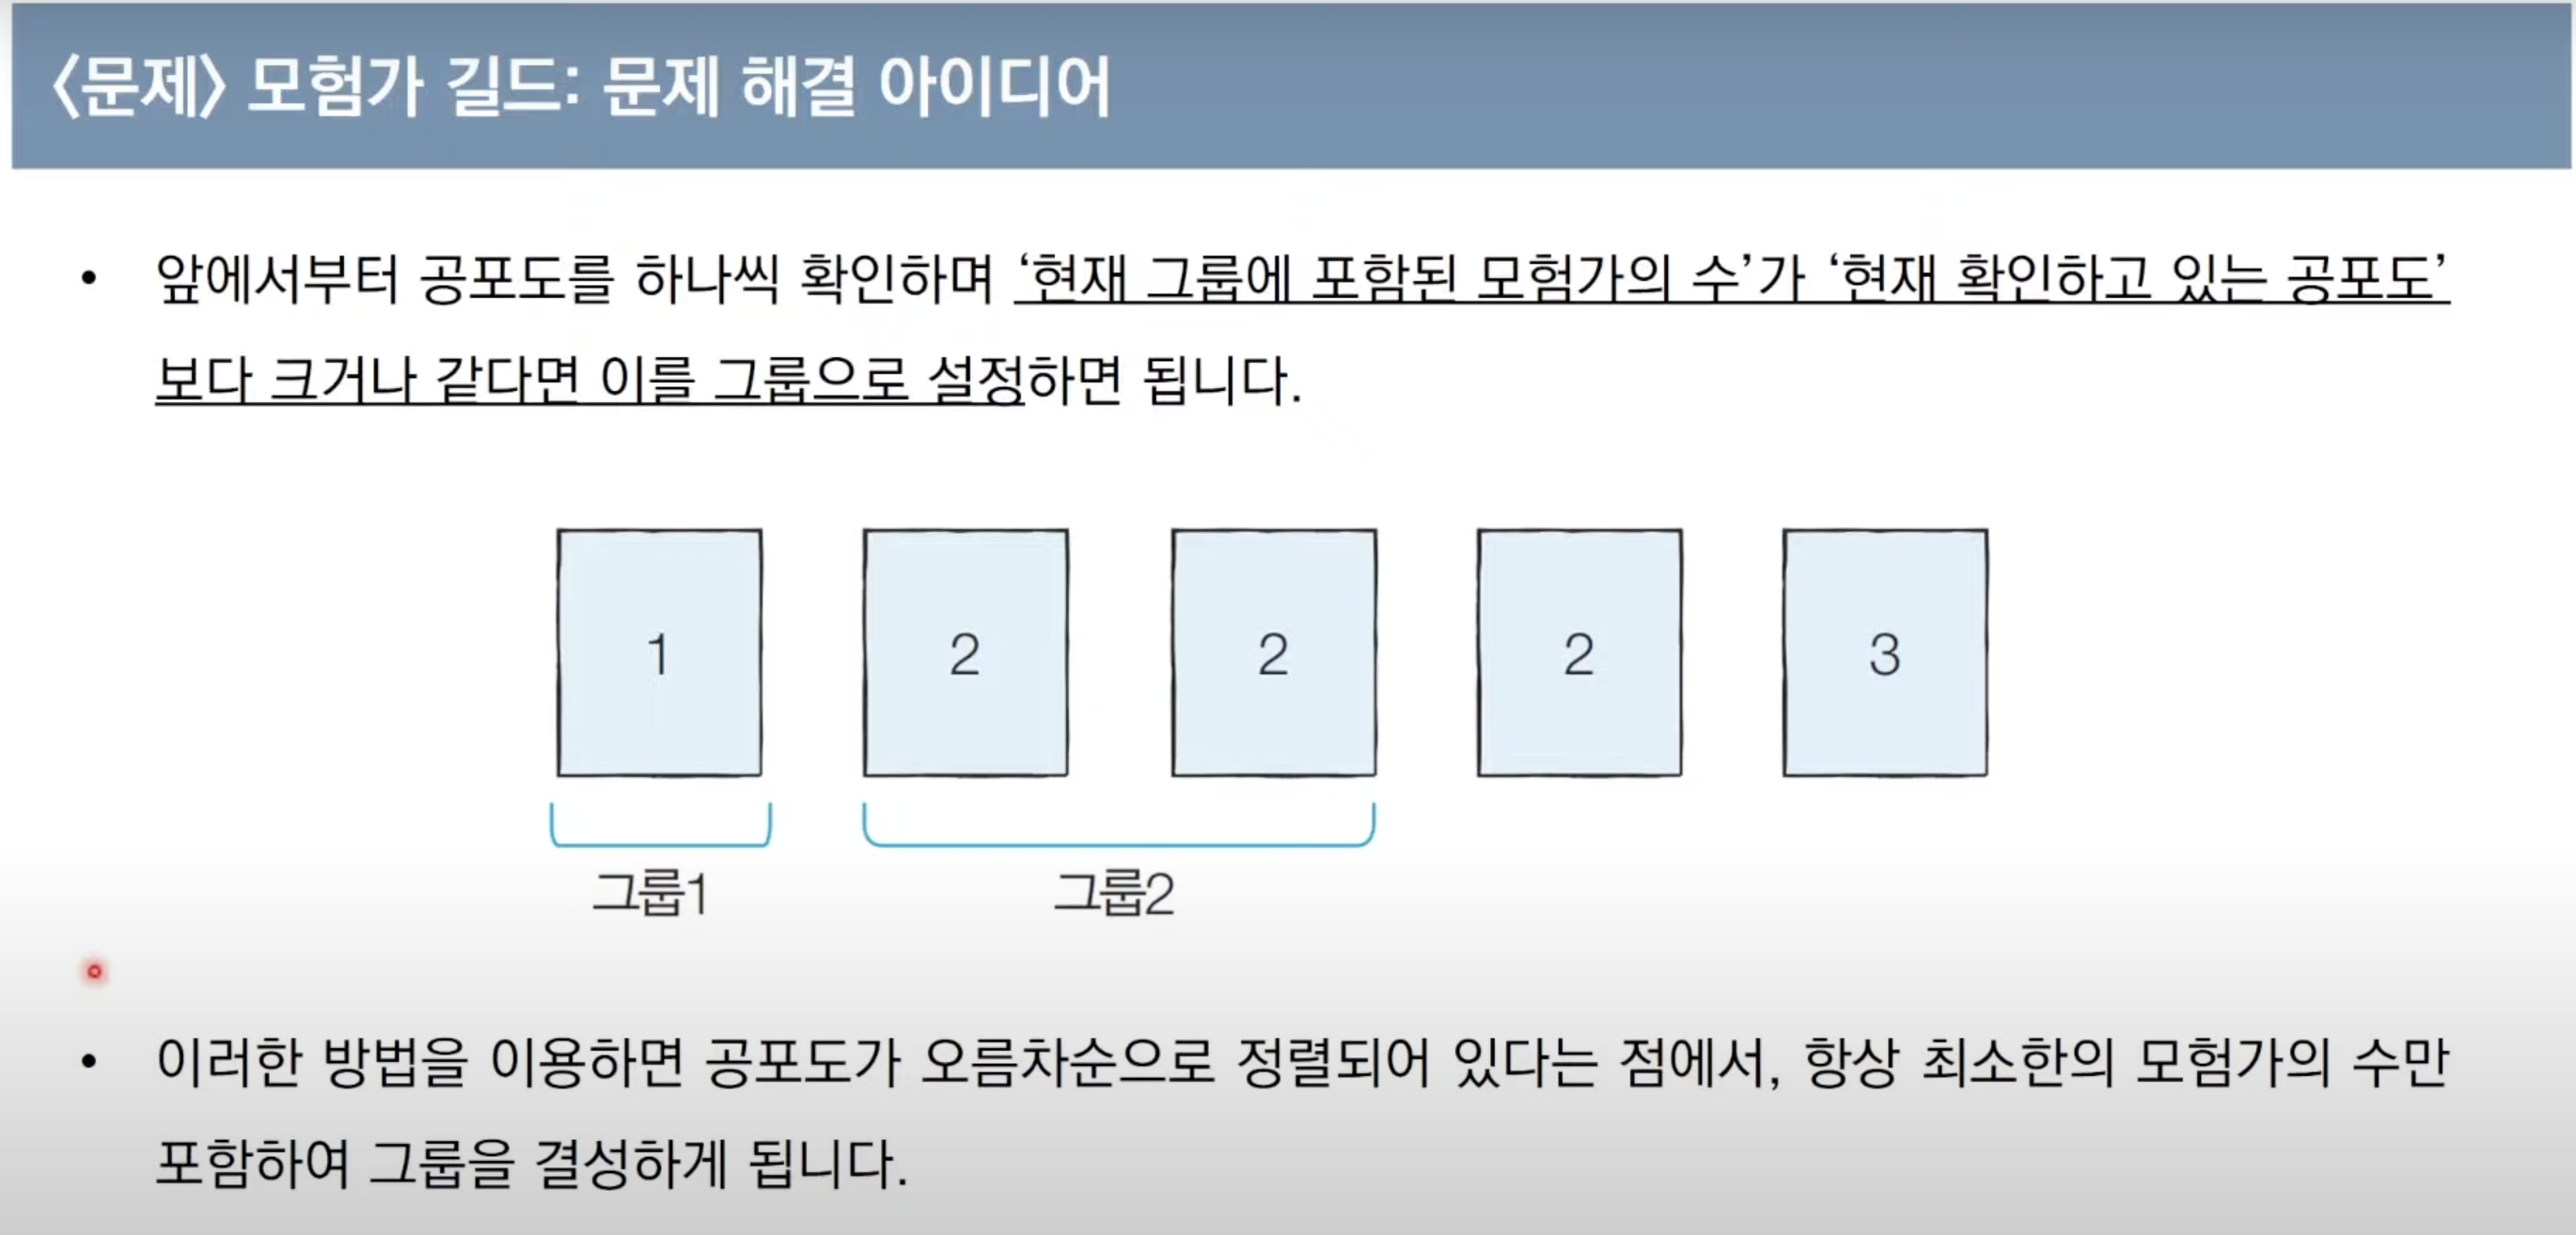 〈문제〉 모험가 길드: 문제 해결 아이디어
• 앞에서부터 공포도를 하나씩 확인하며 ‘현재 그룹에 포함된 모험가의 수’가 ‘현재 확인하고 있는 공포도’
보다 크거나 같다면 이를 그룹으로 설정하면 됩니다.
1 2 2 2 3
그룹1 그룹2
• 이러한 방법을 이용하면 공포도가 오름차순으로 정렬되어 있다는 점에서, 항상 최소한의 모험가의 수만
포함하여 그룹을 결성하게 됩니다.